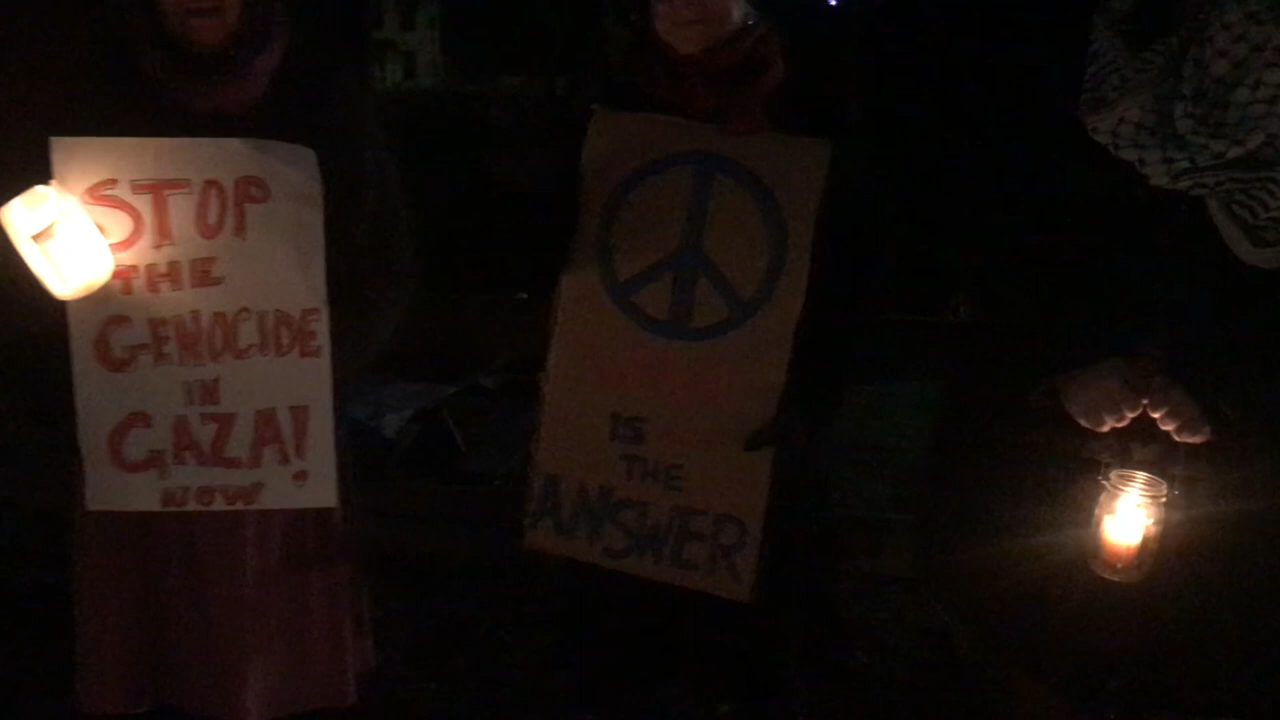 STOP
THE
GENOCIDE
IN
GAZA!
NOW
IS
THE
ANSWER